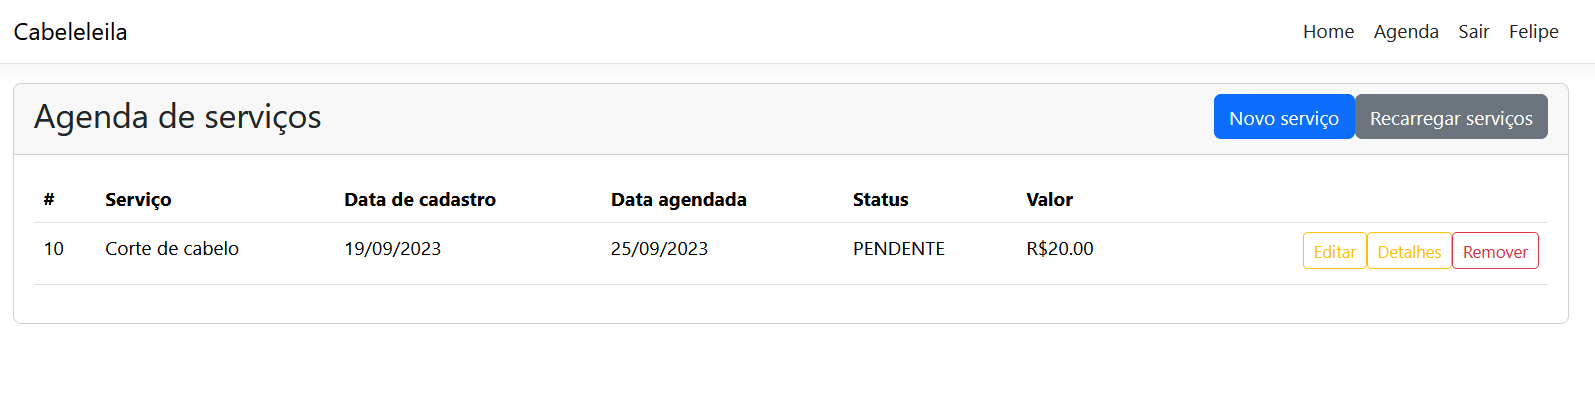 Cabeleleila Home Agenda Sair Felipe
Agenda de serviços Novo serviço Recarregar serviços
# Serviço Data de cadastro Data agendada Status Valor
10 Corte de cabelo 19/09/2023 25/09/2023 PENDENTE R$20.00 Editar Detalhes Remover